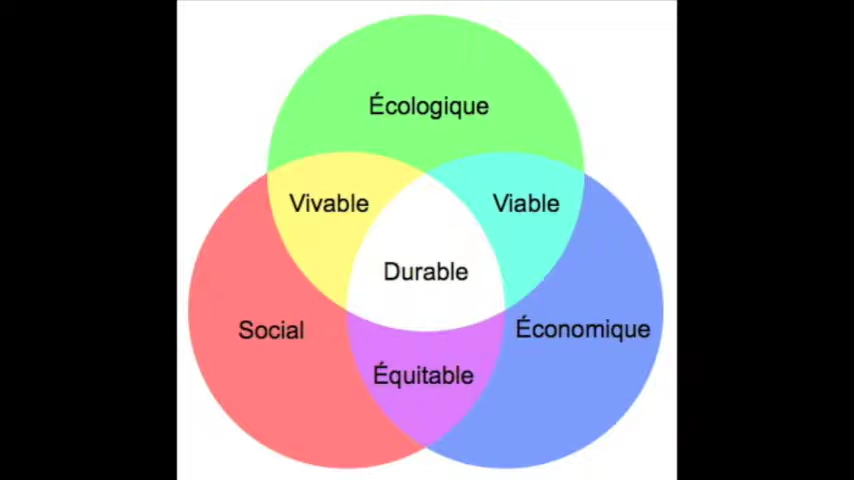 Écologique
Vivable
Viable
Durable
Social
Économique
Équitable